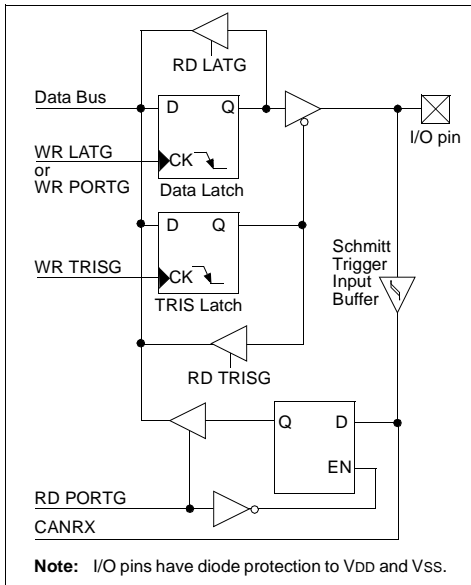 RD LATG
Data Bus
D Q
I/O pin
WR LATG
or
WR PORTG
CK
Data Latch
D Q
WR TRISG
CK
TRIS Latch
Schmitt
Trigger
Input
Buffer
RD TRISG
Q D
EN
RD PORTG
CANRX
Note: I/O pins have diode protection to VDD and VSS.